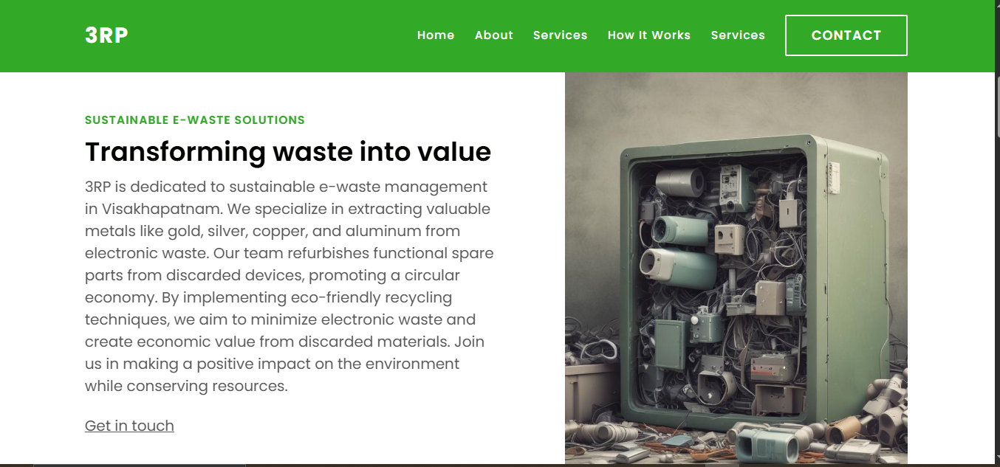 3RP
Home
About
Services
How It Works
Services
CONTACT
SUSTAINABLE E-WASTE SOLUTIONS
Transforming waste into value
3RP is dedicated to sustainable e-waste management
in Visakhapatnam. We specialize in extracting valuable
metals like gold, silver, copper, and aluminum from
electronic waste. Our team refurbishes functional spare
parts from discarded devices, promoting a circular
economy. By implementing eco-friendly recycling
techniques, we aim to minimize electronic waste and
create economic value from discarded materials. Join
us in making a positive impact on the environment
while conserving resources.
Get in touch